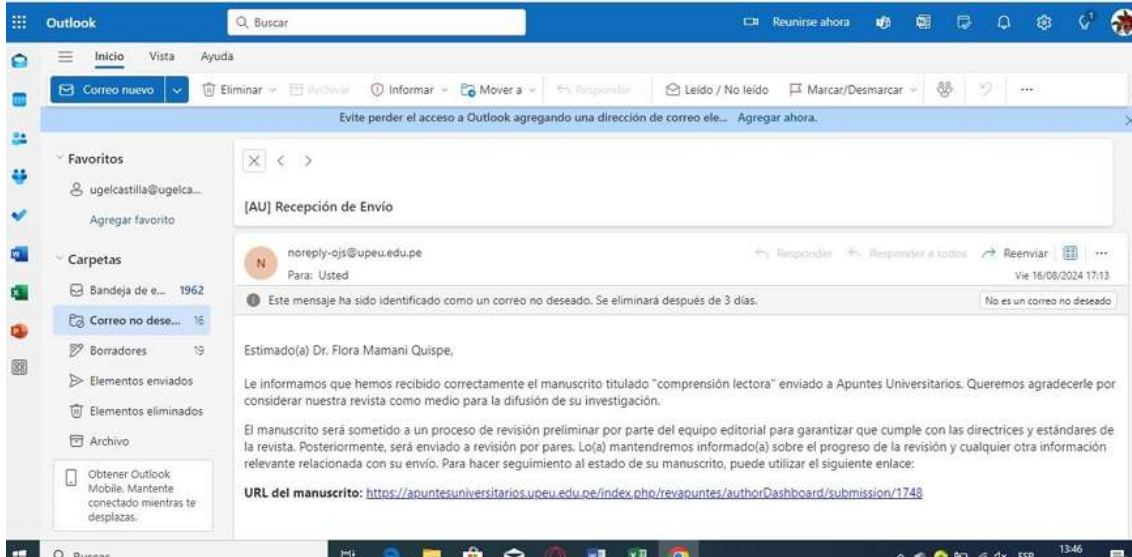 Outlook
Buscar
Reunirse ahora
Inicio Vista Ayuda
Correo nuevo Eliminar Archivar Informar Mover a Responder Leído / No leído Marcar/Desmarcar ...
Evite perder el acceso a Outlook agregando una dirección de correo ele... Agregar ahora.
Favoritos
ugelcastilla@ugelca...
Agregar favorito
Carpetas
Bandeja de e... 1962
Correo no dese... 16
Borradores 19
Elementos enviados
Elementos eliminados
Archivo
Obtener Outlook
Mobile. Mantente
conectado mientras te
desplazas.
[AU] Recepción de Envío
N
noreply-ojs@upeu.edu.pe
Para: Usted
Responder Responder a todos Reenviar ...
Vie 16/08/2024 17:13
Este mensaje ha sido identificado como un correo no deseado. Se eliminará después de 3 días. No es un correo no deseado
Estimado(a) Dr. Flora Mamani Quispe,
Le informamos que hemos recibido correctamente el manuscrito titulado "comprensión lectora" enviado a Apuntes Universitarios. Queremos agradecerle por
considerar nuestra revista como medio para la difusión de su investigación.
El manuscrito será sometido a un proceso de revisión preliminar por parte del equipo editorial para garantizar que cumple con las directrices y estándares de
la revista. Posteriormente, será enviado a revisión por pares. Lo(a) mantendremos informado(a) sobre el progreso de la revisión y cualquier otra información
relevante relacionada con su envío. Para hacer seguimiento al estado de su manuscrito, puede utilizar el siguiente enlace:
URL del manuscrito: https://apuntesuniversitarios.upeu.edu.pe/index.php/revapuntes/authorDashboard/submission/1748
Buscar
ESP
13:46